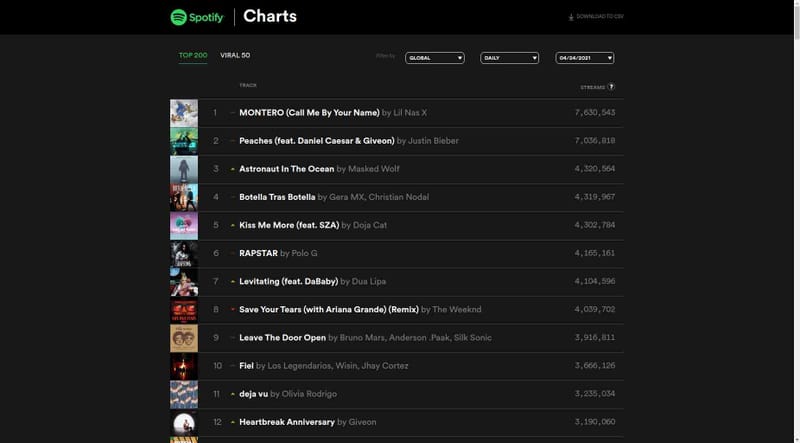 Spotify Charts
DOWNLOAD TO CSV
TOP 200 VIRAL 50 Filter by GLOBAL DAILY 04/24/2021
TRACK STREAMS ?
1 MONTERO (Call Me By Your Name) by Lil Nas X 7,630,543
2 Peaches (feat. Daniel Caesar & Giveon) by Justin Bieber 7,036,818
3 Astronaut In The Ocean by Masked Wolf 4,320,564
4 Botella Tras Botella by Gera MX, Christian Nodal 4,319,967
5 Kiss Me More (feat. SZA) by Doja Cat 4,302,784
6 RAPSTAR by Polo G 4,165,161
7 Levitating (feat. DaBaby) by Dua Lipa 4,104,596
8 Save Your Tears (with Ariana Grande) (Remix) by The Weeknd 4,039,702
9 Leave The Door Open by Bruno Mars, Anderson .Paak, Silk Sonic 3,916,811
10 Fiel by Los Legendarios, Wisin, Jhay Cortez 3,666,126
11 deja vu by Olivia Rodrigo 3,235,034
12 Heartbreak Anniversary by Giveon 3,190,060